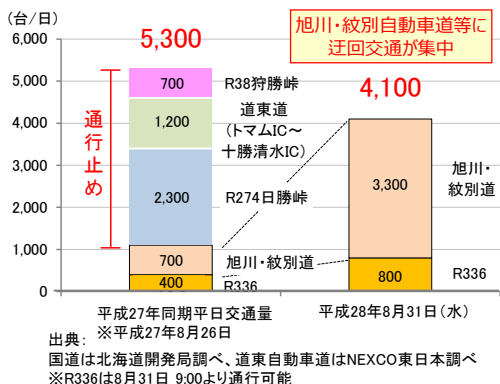 (台/日)
5,300
旭川・紋別自動車道等に
迂回交通が集中
4,100
6,000
5,000
4,000
3,000
2,000
1,000
0
通行止め
700
R38狩勝峠
1,200
道東道
(トマムIC～
十勝清水IC)
2,300
R274日勝峠
700
旭川・紋別道
400
R336
3,300
旭川・
紋別道
800
R336
平成27年同期平日交通量
※平成27年8月26日
平成28年8月31日(水)
出典:
国道は北海道開発局調べ、道東自動車道はNEXCO東日本調べ
※R336は8月31日 9:00より通行可能